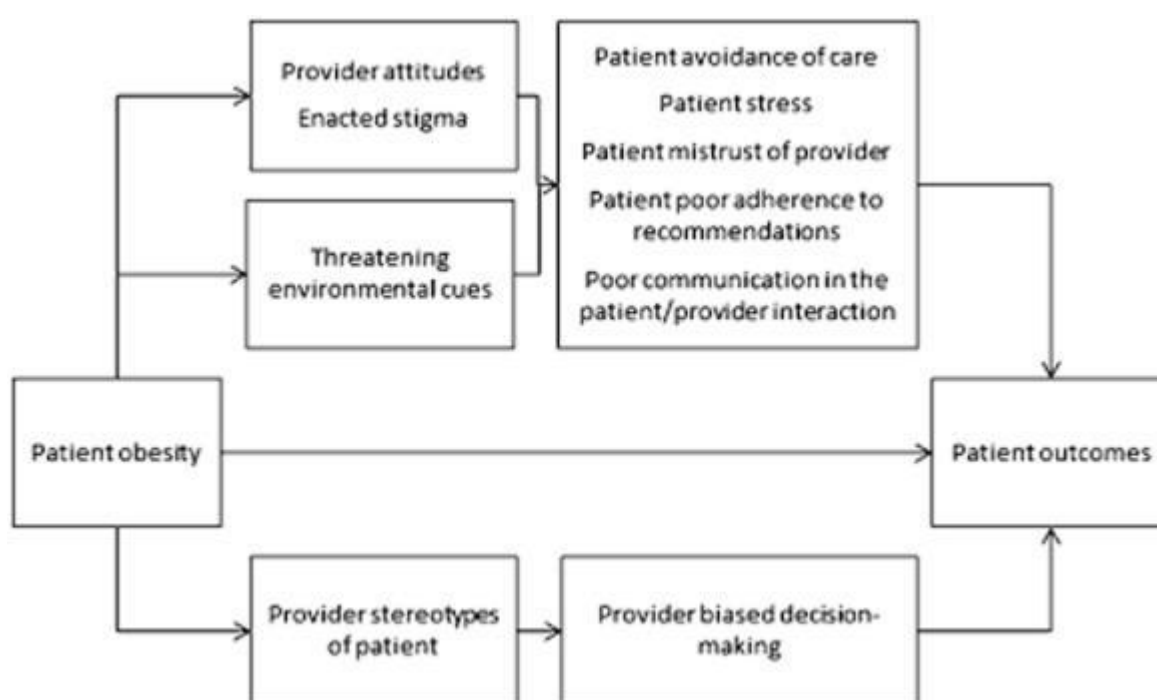 Provider attitudes
Enacted stigma
Patient avoidance of care
Patient stress
Patient mistrust of provider
Patient poor adherence to
recommendations
Poor communication in the
patient/provider interaction
Threatening
environmental cues
Patient obesity
Patient outcomes
Provider stereotypes
of patient
Provider biased decision-
making